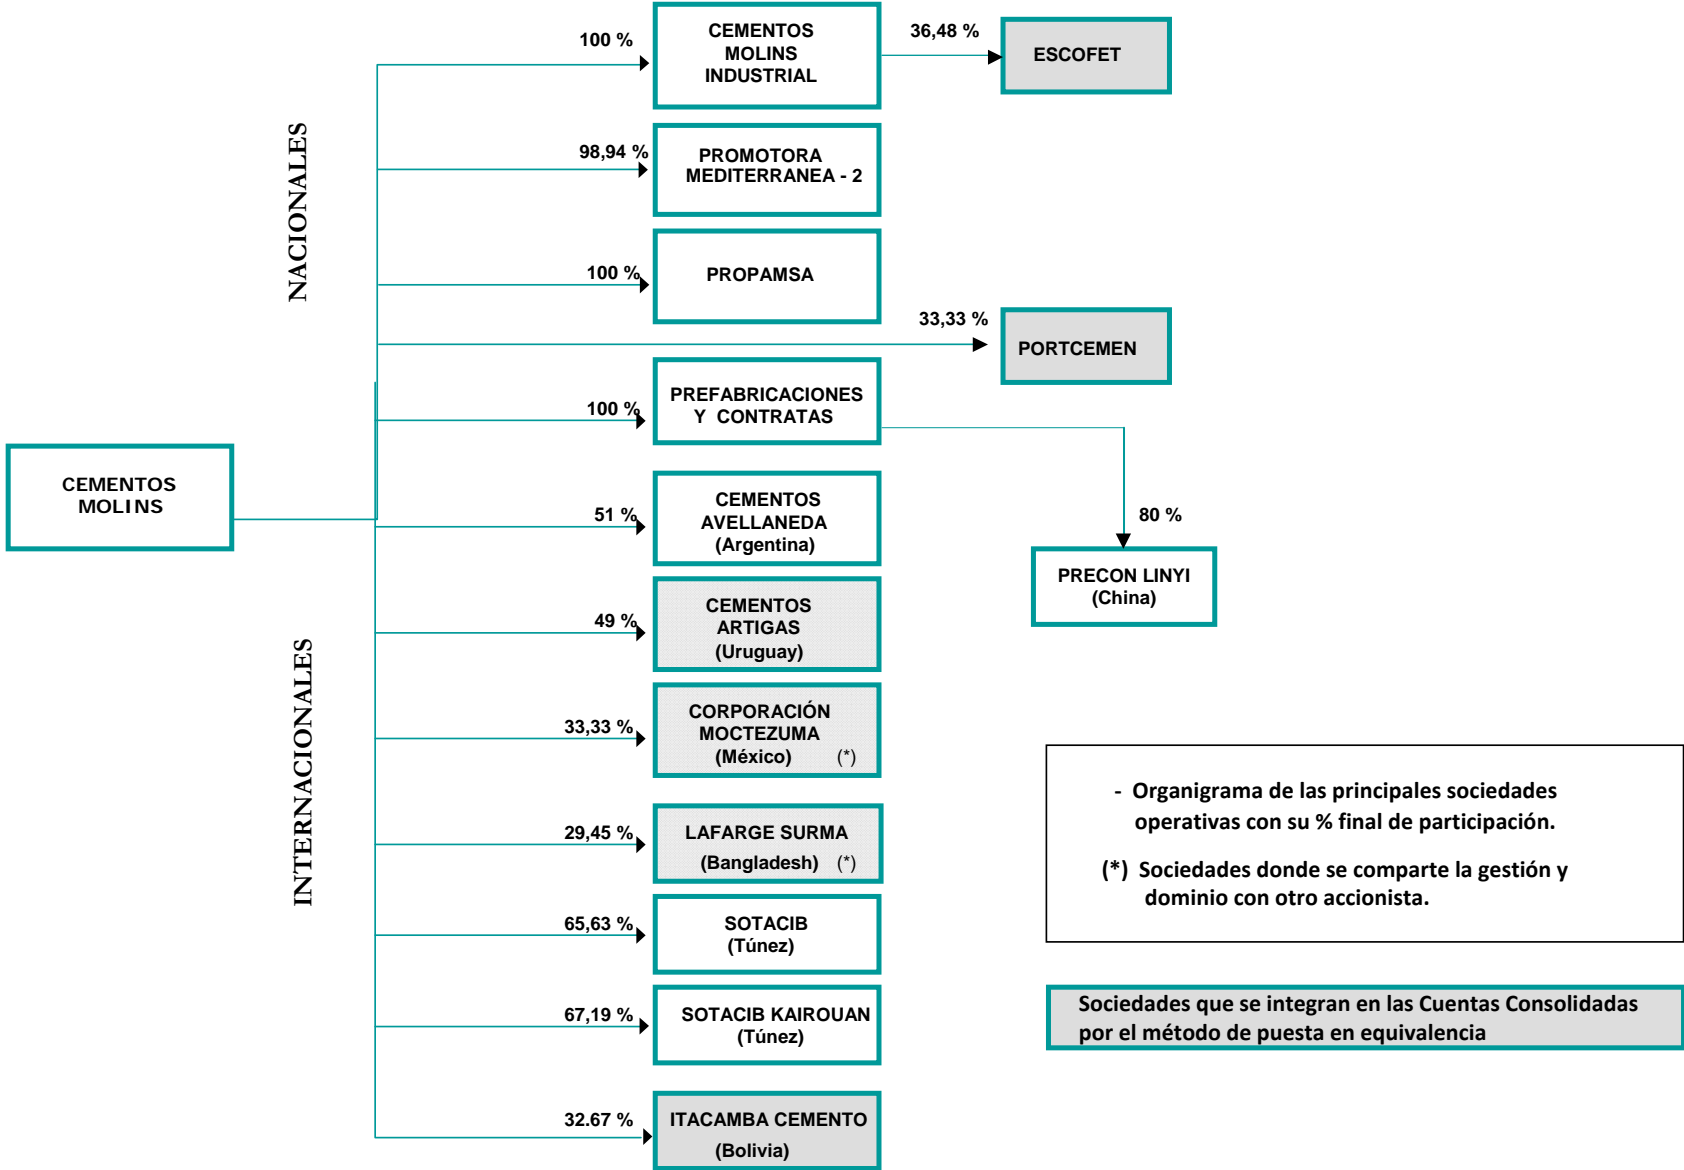 CEMENTOS
MOLINS
NACIONALES
INTERNACIONALES
100 %
CEMENTOS
MOLINS
INDUSTRIAL
36,48 %
ESCOFET
98,94 %
PROMOTORA
MEDITERRANEA - 2
100 %
PROPAMSA
33,33 %
PORTCEMEN
100 %
PREFABRICACIONES
Y CONTRATAS
80 %
PRECON LINYI
(China)
51 %
CEMENTOS
AVELLANEDA
(Argentina)
49 %
CEMENTOS
ARTIGAS
(Uruguay)
33,33 %
CORPORACIÓN
MOCTEZUMA
(México) (*)
29,45 %
LAFARGE SURMA
(Bangladesh) (*)
65,63 %
SOTACIB
(Túnez)
67,19 %
SOTACIB KAIROUAN
(Túnez)
32.67 %
ITACAMBA CEMENTO
(Bolivia)
- Organigrama de las principales sociedades
operativas con su % final de participación.
(*) Sociedades donde se comparte la gestión y
dominio con otro accionista.
Sociedades que se integran en las Cuentas Consolidadas
por el método de puesta en equivalencia